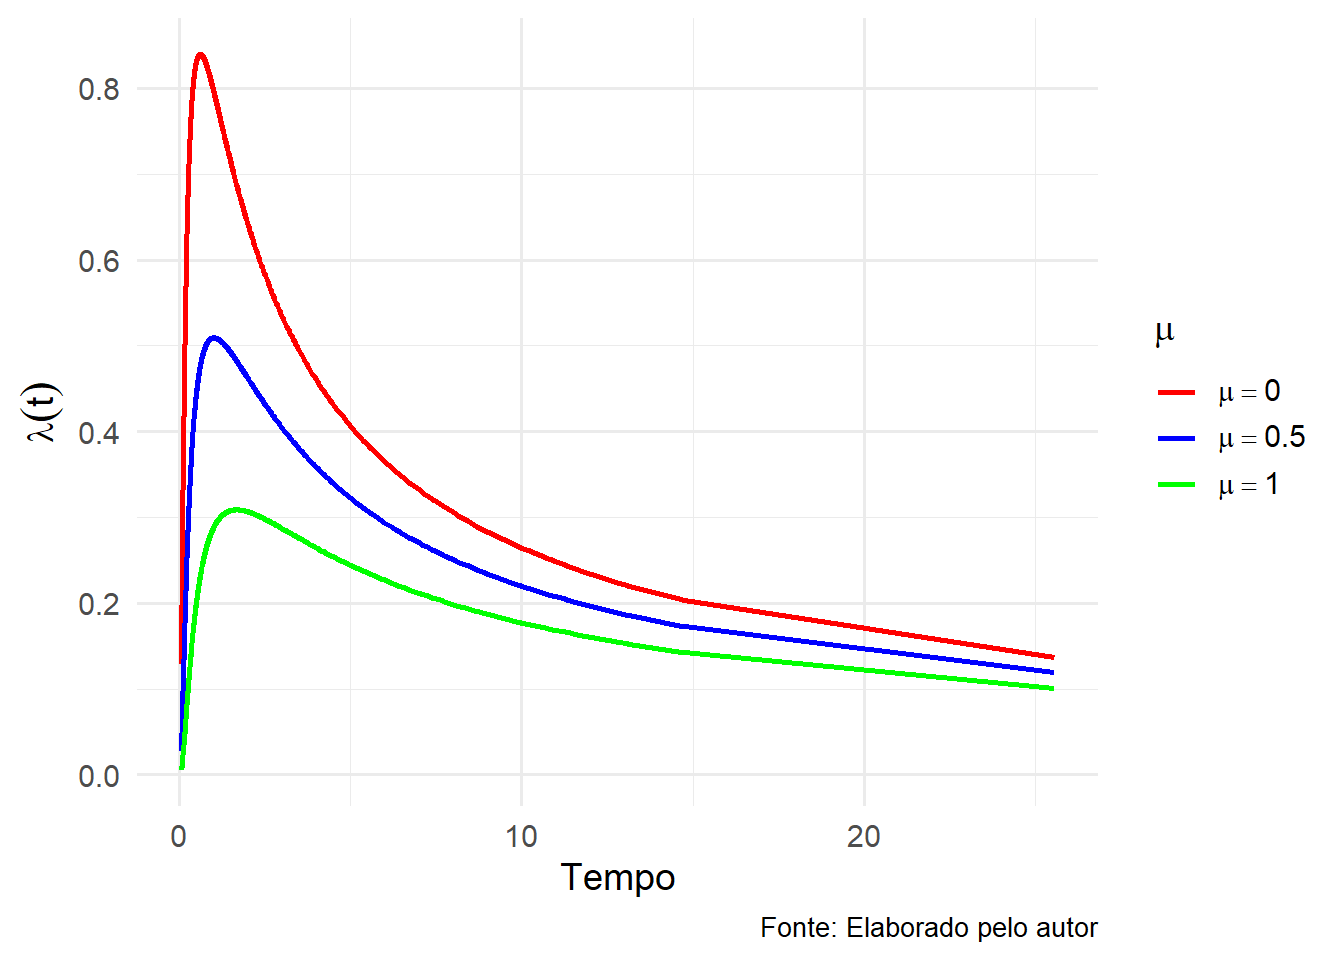 0.8
0.6
0.4
0.2
0.0
λ(t)
0 10 20
Tempo
Fonte: Elaborado pelo autor
μ
μ = 0
μ = 0.5
μ = 1